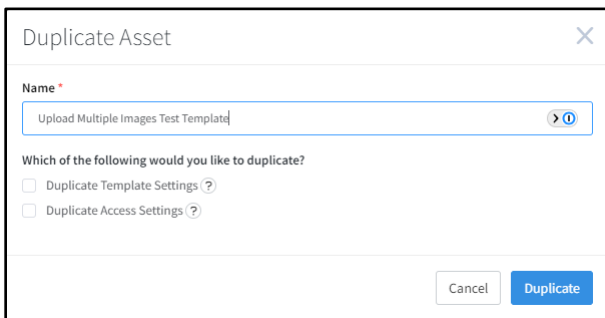 Duplicate Asset
Name *
Upload Multiple Images Test Template
Which of the following would you like to duplicate?
Duplicate Template Settings ?
Duplicate Access Settings ?
Cancel Duplicate